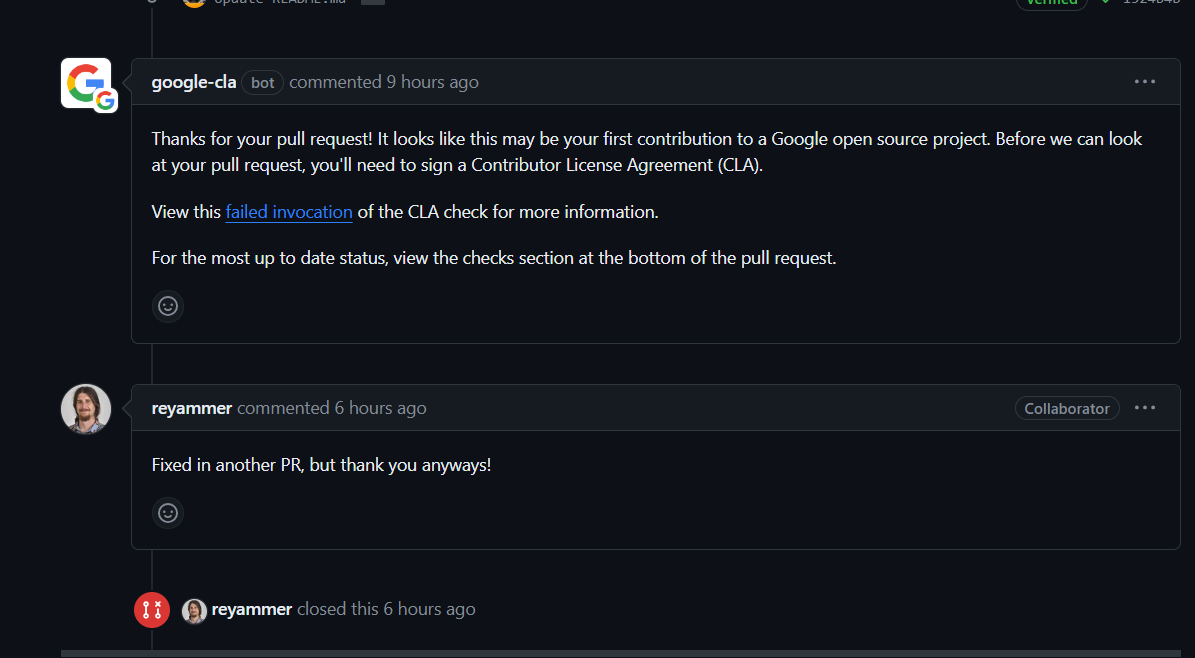 Update README.md
Verified
google-cla bot commented 9 hours ago
Thanks for your pull request! It looks like this may be your first contribution to a Google open source project. Before we can look
at your pull request, you'll need to sign a Contributor License Agreement (CLA).
View this failed invocation of the CLA check for more information.
For the most up to date status, view the checks section at the bottom of the pull request.
reyammer commented 6 hours ago
Collaborator
Fixed in another PR, but thank you anyways!
reyammer closed this 6 hours ago